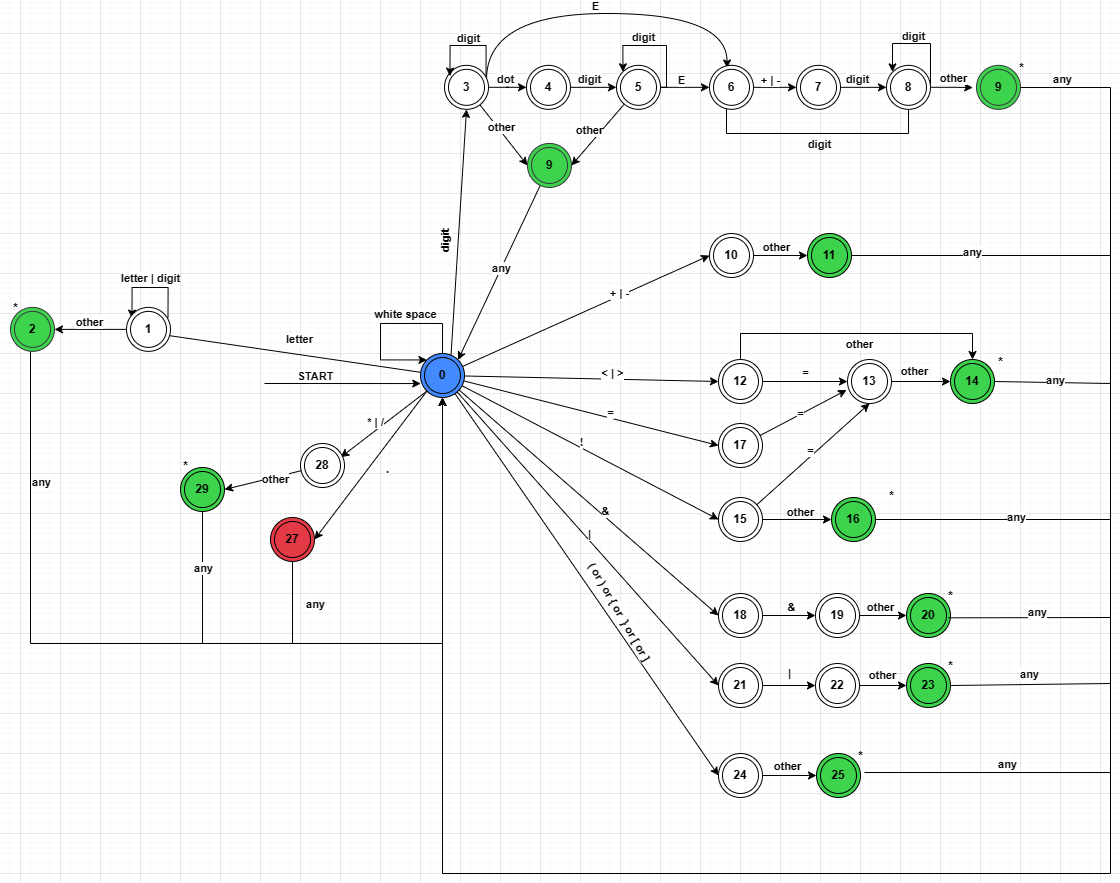 E
digit
digit
digit
*
3
dot
4
digit
5
E
6
+ | -
7
digit
8
other
9
any
other
other
digit
9
digit
any
10
other
11
any
+ | -
letter | digit
*
2
other
1
letter
white space
START
0
< | >
12
=
13
other
other
14
*
any
=
17
=
!
=
15
other
16
*
any
* | /
28
other
*
29
.
27
any
any
any
&
18
&
19
other
20
*
any
|
21
|
22
other
23
*
any
( or ) or { or } or [ or ]
24
other
25
*
any